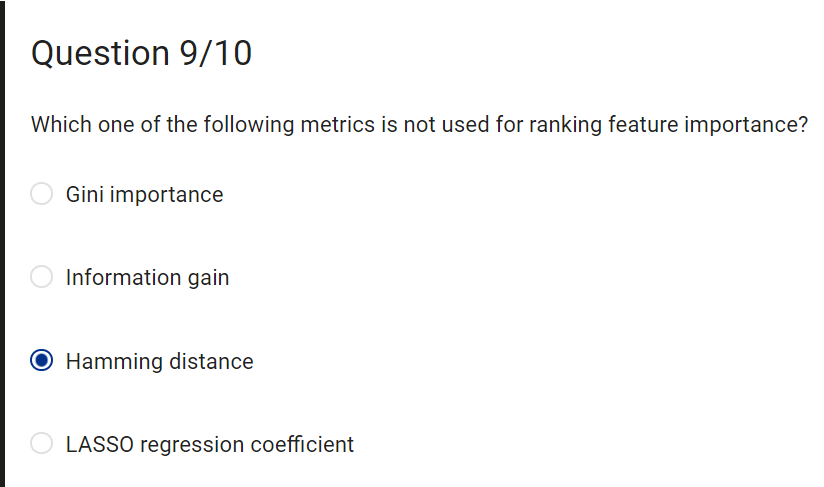 Question 9/10
Which one of the following metrics is not used for ranking feature importance?
Gini importance
Information gain
Hamming distance
LASSO regression coefficient